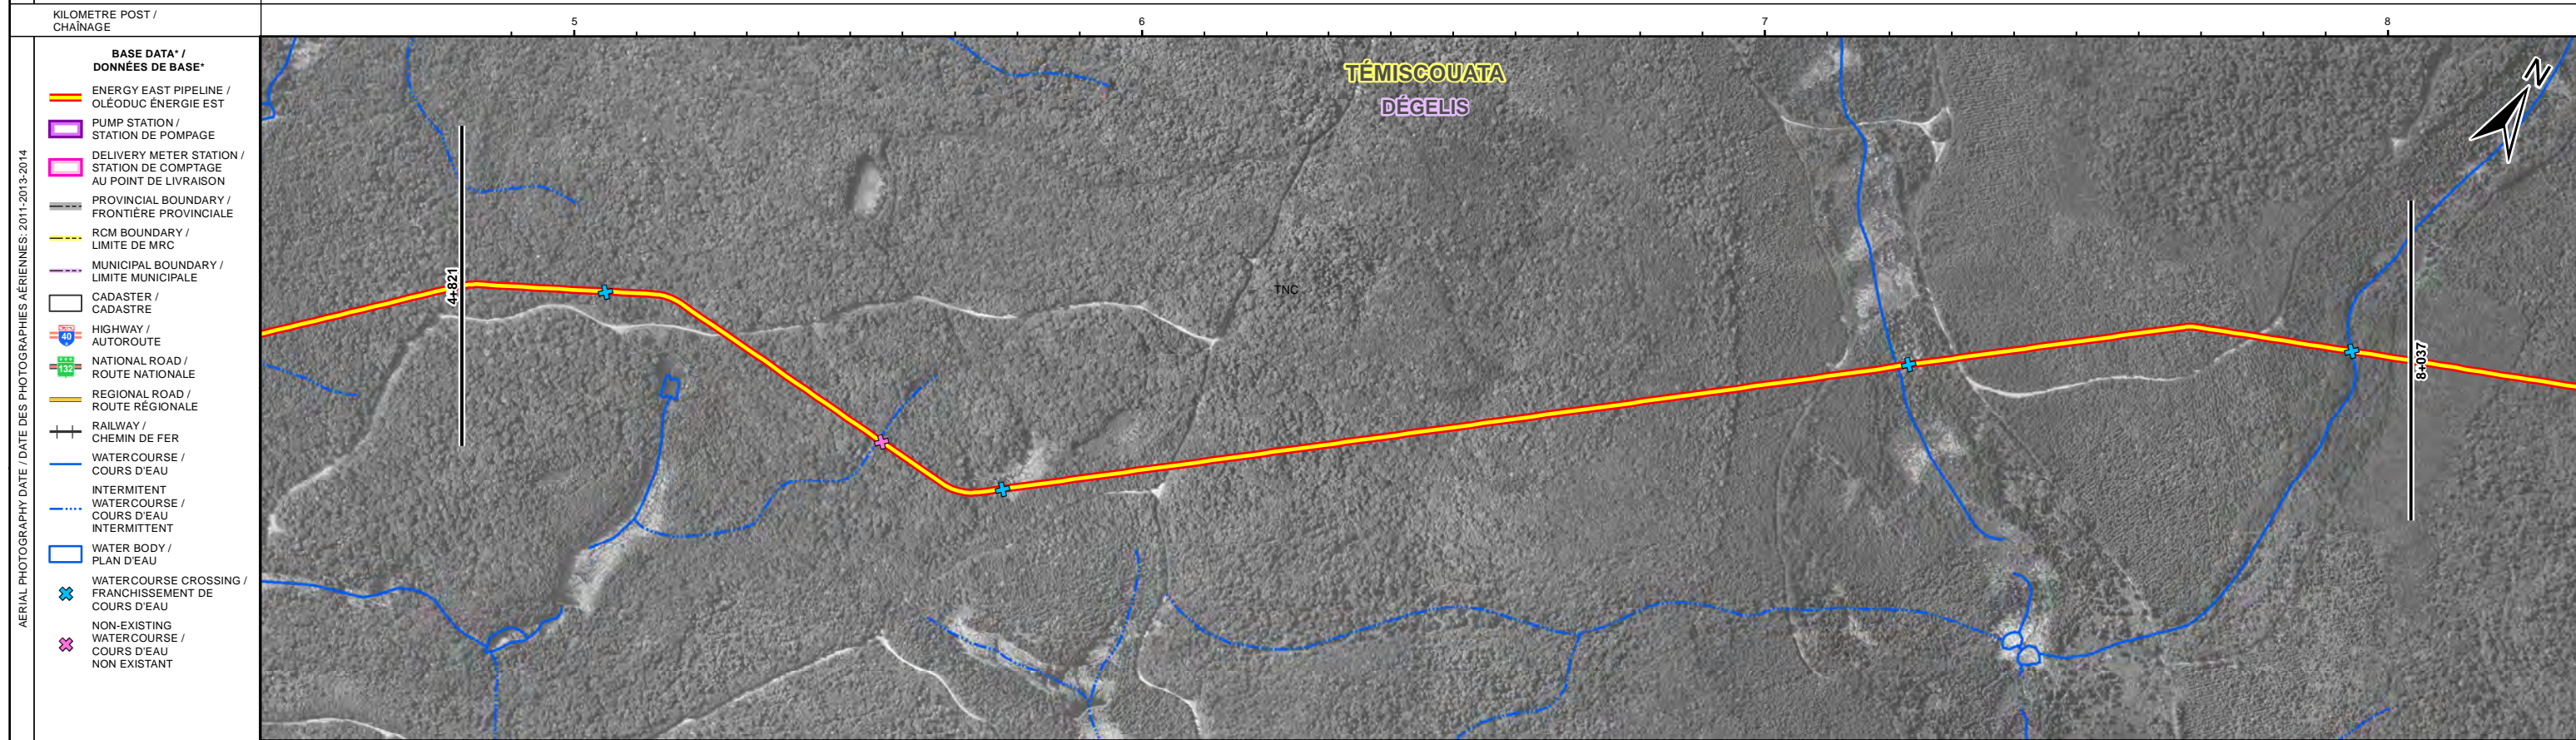 KILOMETRE POST /
CHAÎNAGE
5
6
7
8
AERIAL PHOTOGRAPHY DATE / DATE DES PHOTOGRAPHIES AÉRIENNES: 2011-2013-2014
BASE DATA* /
DONNÉES DE BASE*
ENERGY EAST PIPELINE /
OLÉODUC ÉNERGIE EST
PUMP STATION /
STATION DE POMPAGE
DELIVERY METER STATION /
STATION DE COMPTAGE
AU POINT DE LIVRAISON
PROVINCIAL BOUNDARY /
FRONTIÈRE PROVINCIALE
RCM BOUNDARY /
LIMITE DE MRC
MUNICIPAL BOUNDARY /
LIMITE MUNICIPALE
CADASTER /
CADASTRE
40
HIGHWAY /
AUTOROUTE
132
NATIONAL ROAD /
ROUTE NATIONALE
REGIONAL ROAD /
ROUTE RÉGIONALE
RAILWAY /
CHEMIN DE FER
WATERCOURSE /
COURS D'EAU
INTERMITENT
WATERCOURSE /
COURS D'EAU
INTERMITTENT
WATER BODY /
PLAN D'EAU
WATERCOURSE CROSSING /
FRANCHISSEMENT DE
COURS D'EAU
NON-EXISTING
WATERCOURSE /
COURS D'EAU
NON EXISTANT
TÉMISCOUATA
DÉGELIS
N
4+821
TNC
8+037